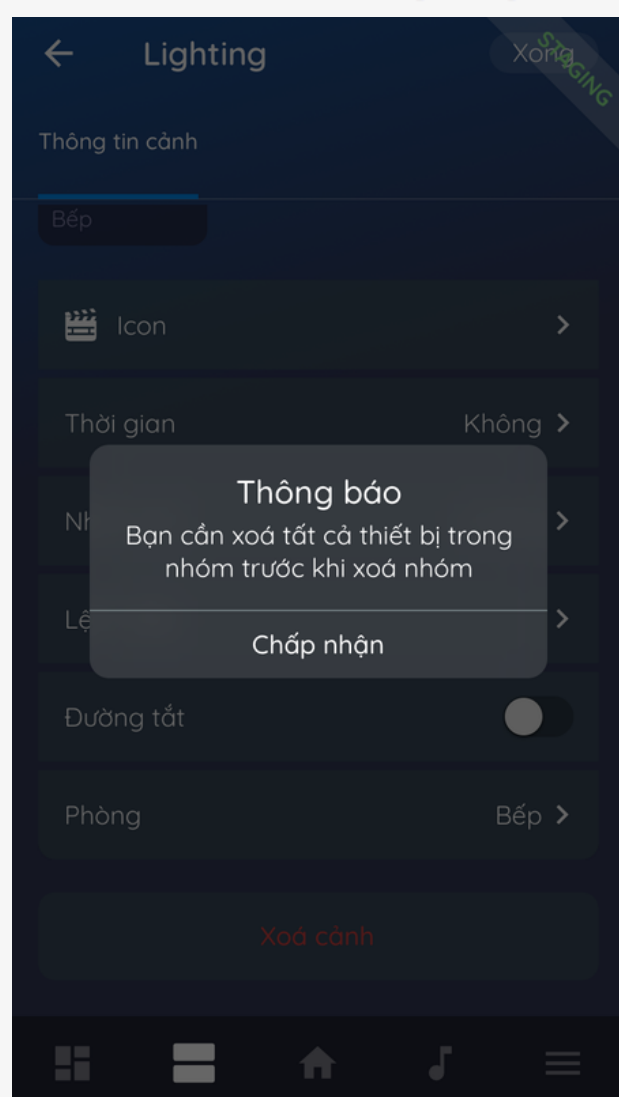 Lighting
Xong
STAGING
Thông tin cảnh
Bếp
Icon
Thời gian
Không
Thông báo
Bạn cần xoá tất cả thiết bị trong
nhóm trước khi xoá nhóm
Chấp nhận
Đường tắt
Phòng
Bếp
Xoá cảnh